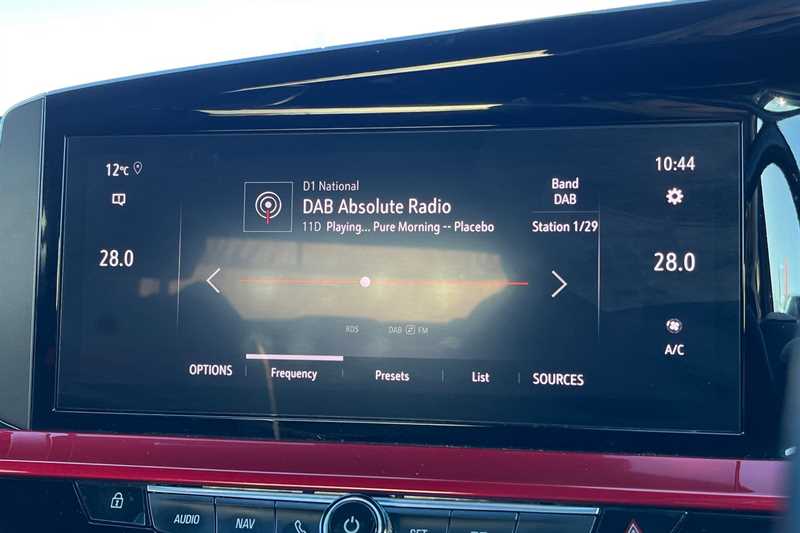 12°C
10:44
D1 National
DAB Absolute Radio
11D Playing... Pure Morning -- Placebo
Band
DAB
Station 1/29
28.0
28.0
RDS
DAB FM
A/C
OPTIONS
Frequency
Presets
List
SOURCES
AUDIO
NAV